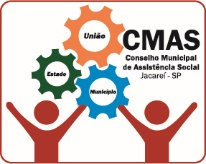 União
Estado
Município
CMAS
Conselho Municipal
de Assistência Social
Jacareí - SP